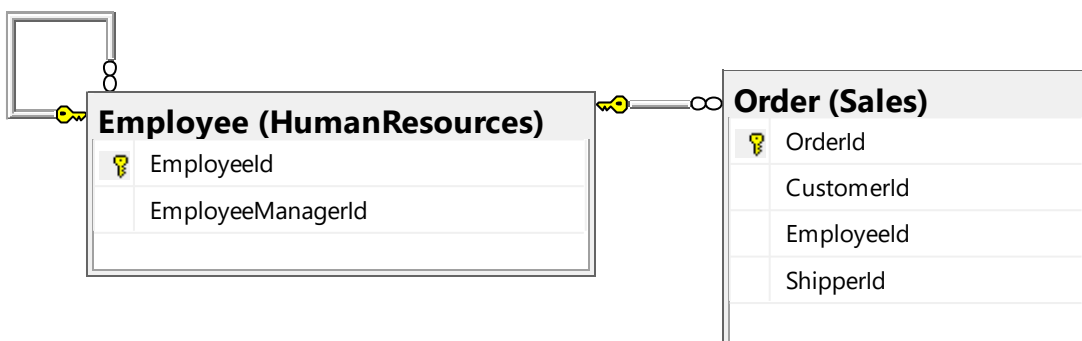 Employee (HumanResources)
EmployeeId
EmployeeManagerId
Order (Sales)
OrderId
CustomerId
EmployeeId
ShipperId